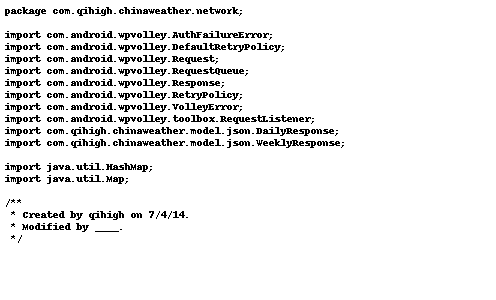 package com.qihigh.chinaweather.network;

import com.android.wpvolley.AuthFailureError;
import com.android.wpvolley.DefaultRetryPolicy;
import com.android.wpvolley.Request;
import com.android.wpvolley.RequestQueue;
import com.android.wpvolley.Response;
import com.android.wpvolley.RetryPolicy;
import com.android.wpvolley.VolleyError;
import com.android.wpvolley.toolbox.RequestListener;
import com.qihigh.chinaweather.model.json.DailyResponse;
import com.qihigh.chinaweather.model.json.WeeklyResponse;

import java.util.HashMap;
import java.util.Map;

/**
 * Created by qihigh on 7/4/14.
 * Modified by ____.
 */